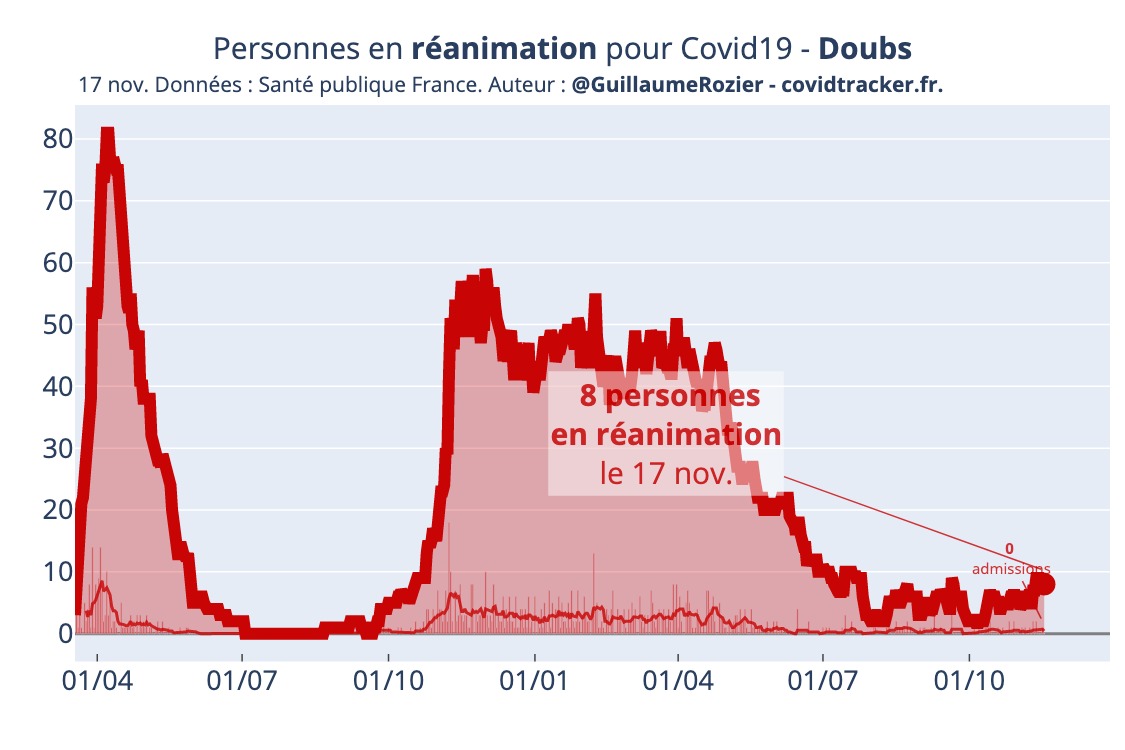 Personnes en réanimation pour Covid19 - Doubs
17 nov. Données : Santé publique France. Auteur : @GuillaumeRozier - covidtracker.fr.
80
70
60
50
40
30
20
10
0
8 personnes
en réanimation
le 17 nov.
0
admissions
01/04
01/07
01/10
01/01
01/04
01/07
01/10